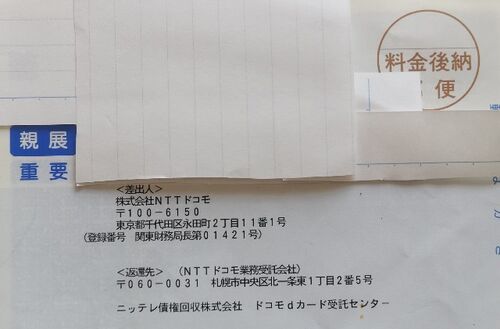 料金後納
便
親展
重要
<差出人>
株式会社NTTドコモ
〒100-6150
東京都千代田区永田町2丁目11番1号
(登録番号 関東財務局長第01421号)
<返還先> (NTTドコモ業務受託会社)
〒060-0031 札幌市中央区北一条東1丁目2番5号
ニッテレ債権回収株式会社 ドコモdカード受託センター